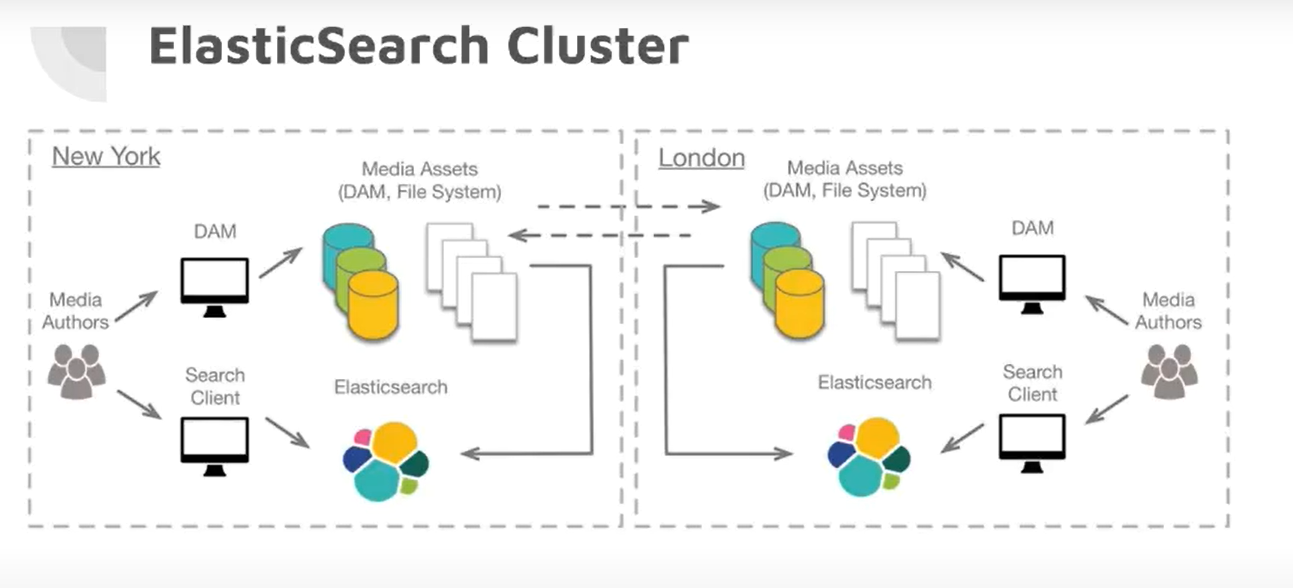 ElasticSearch Cluster
New York
Media Assets
(DAM, File System)
DAM
Media
Authors
Search
Client
Elasticsearch
London
Media Assets
(DAM, File System)
DAM
Media
Authors
Search
Client
Elasticsearch